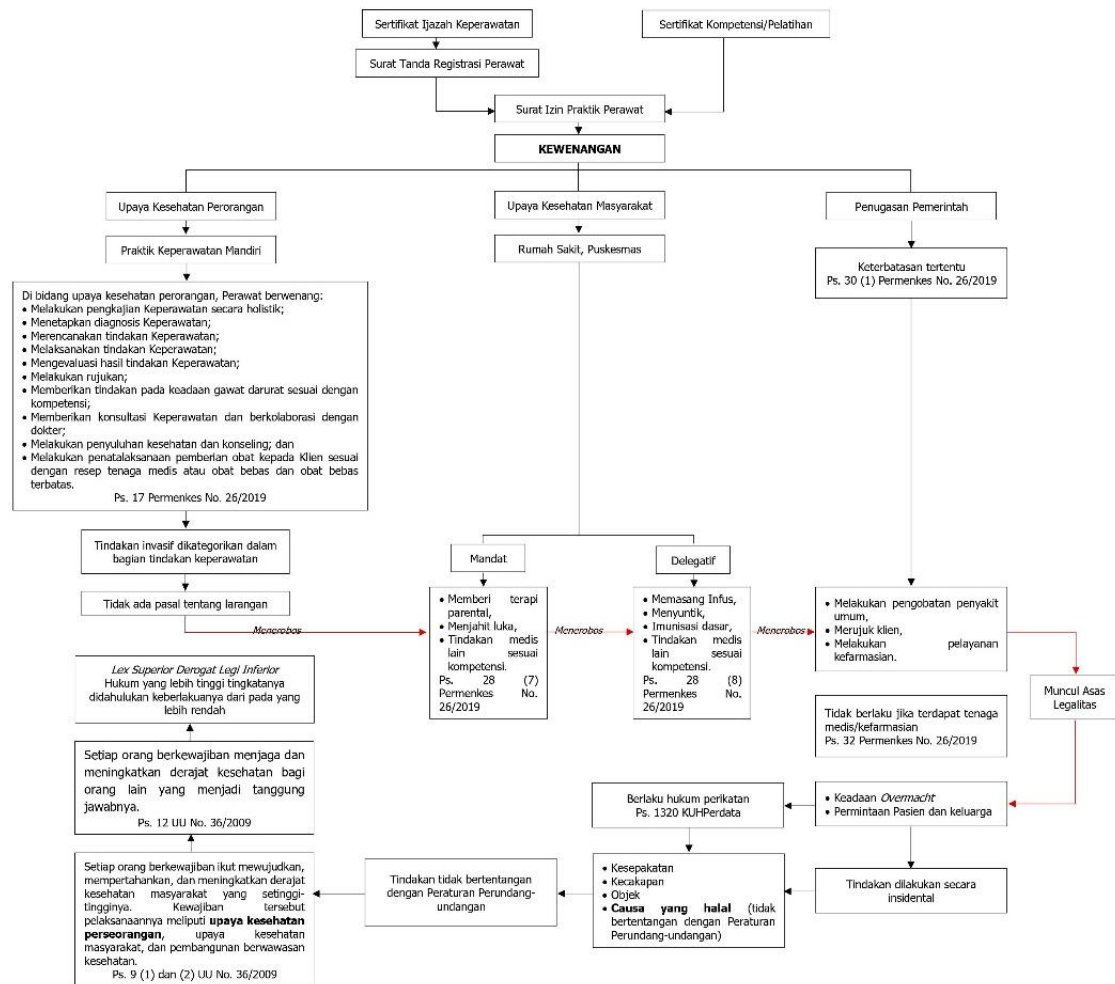 Sertifikat Ijazah Keperawatan
Sertifikat Kompetensi/Pelatihan
Surat Tanda Registrasi Perawat
Surat Izin Praktik Perawat
KEWENANGAN
Upaya Kesehatan Perorangan
Upaya Kesehatan Masyarakat
Penugasan Pemerintah
Praktik Keperawatan Mandiri
Rumah Sakit, Puskesmas
Keterbatasan tertentu
Ps. 30 (1) Permenkes No. 26/2019
Di bidang upaya kesehatan perorangan, Perawat berwenang:
• Melakukan pengkajian Keperawatan secara holistik;
• Menetapkan diagnosis Keperawatan;
• Merencanakan tindakan Keperawatan;
• Melaksanakan tindakan Keperawatan;
• Mengevaluasi hasil tindakan Keperawatan;
• Melakukan rujukan;
• Memberikan tindakan pada keadaan gawat darurat sesuai dengan
kompetensi;
• Memberikan konsultasi Keperawatan dan berkolaborasi dengan
dokter;
• Melakukan penyuluhan kesehatan dan konseling; dan
• Melakukan penatalaksanaan pemberian obat kepada Klien sesuai
dengan resep tenaga medis atau obat bebas dan obat bebas
terbatas.
Ps. 17 Permenkes No. 26/2019
Tindakan invasif dikategorikan dalam
bagian tindakan keperawatan
Tidak ada pasal tentang larangan
Menerobos
Mandat
• Memberi terapi
parental,
• Menjahit luka,
• Tindakan medis
lain sesuai
kompetensi.
Ps. 28 (7)
Permenkes No.
26/2019
Menerobos
Delegatif
• Memasang Infus,
• Menyuntik,
• Imunisasi dasar,
• Tindakan medis
lain sesuai
kompetensi.
Ps. 28 (8)
Permenkes No.
26/2019
Menerobos
• Melakukan pengobatan penyakit
umum,
• Merujuk klien,
• Melakukan pelayanan
kefarmasian.
Muncul Asas
Legalitas
Tidak berlaku jika terdapat tenaga
medis/kefarmasian
Ps. 32 Permenkes No. 26/2019
• Keadaan Overmacht
• Permintaan Pasien dan keluarga
Tindakan dilakukan secara
insidental
Berlaku hukum perikatan
Ps. 1320 KUHPerdata
• Kesepakatan
• Kecakapan
• Objek
• Causa yang halal (tidak
bertentangan dengan Peraturan
Perundang-undangan)
Tindakan tidak bertentangan
dengan Peraturan Perundang-
undangan
Setiap orang berkewajiban ikut mewujudkan,
mempertahankan, dan meningkatkan derajat
kesehatan masyarakat yang setinggi-
tingginya. Kewajiban tersebut
pelaksanaannya meliputi upaya kesehatan
perseorangan, upaya kesehatan
masyarakat, dan pembangunan berwawasan
kesehatan.
Ps. 9 (1) dan (2) UU No. 36/2009
Setiap orang berkewajiban menjaga dan
meningkatkan derajat kesehatan bagi
orang lain yang menjadi tanggung
jawabnya.
Ps. 12 UU No. 36/2009
Lex Superior Derogat Legi Inferior
Hukum yang lebih tinggi tingkatanya
didahulukan keberlakuanya dari pada yang
lebih rendah